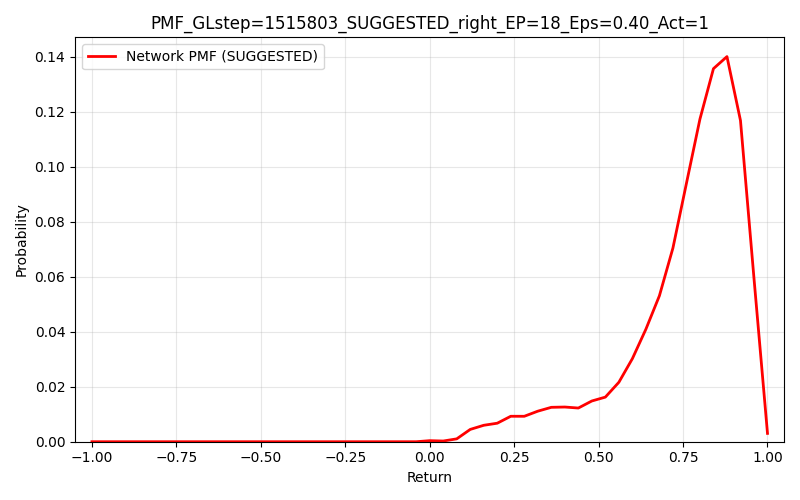 PMF_GLstep=1515803_SUGGESTED_right_EP=18_Eps=0.40_Act=1
Network PMF (SUGGESTED)
Probability
0.14
0.12
0.10
0.08
0.06
0.04
0.02
0.00
−1.00 −0.75 −0.50 −0.25 0.00 0.25 0.50 0.75 1.00
Return